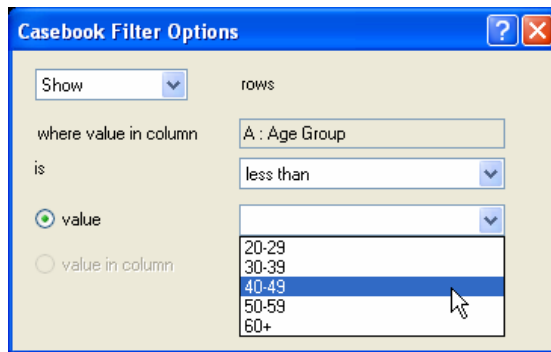 Casebook Filter Options
Show rows
where value in column A : Age Group
is less than
value
value in column
20-29
30-39
40-49
50-59
60+